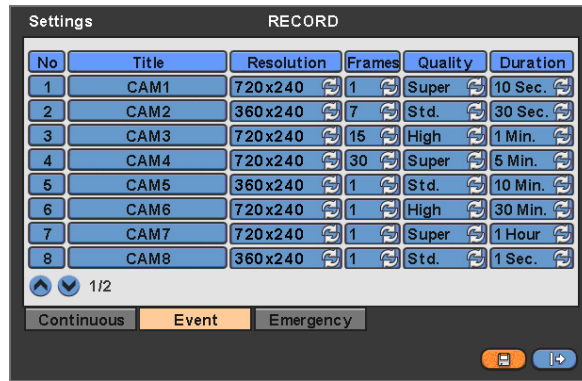 Settings RECORD
No Title Resolution Frames Quality Duration
1 CAM1 720x240 1 Super 10 Sec.
2 CAM2 360x240 7 Std. 30 Sec.
3 CAM3 720x240 15 High 1 Min.
4 CAM4 720x240 30 Super 5 Min.
5 CAM5 360x240 1 Std. 10 Min.
6 CAM6 720x240 1 High 30 Min.
7 CAM7 720x240 1 Super 1 Hour
8 CAM8 360x240 1 Std. 1 Sec.
1/2
Continuous Event Emergency